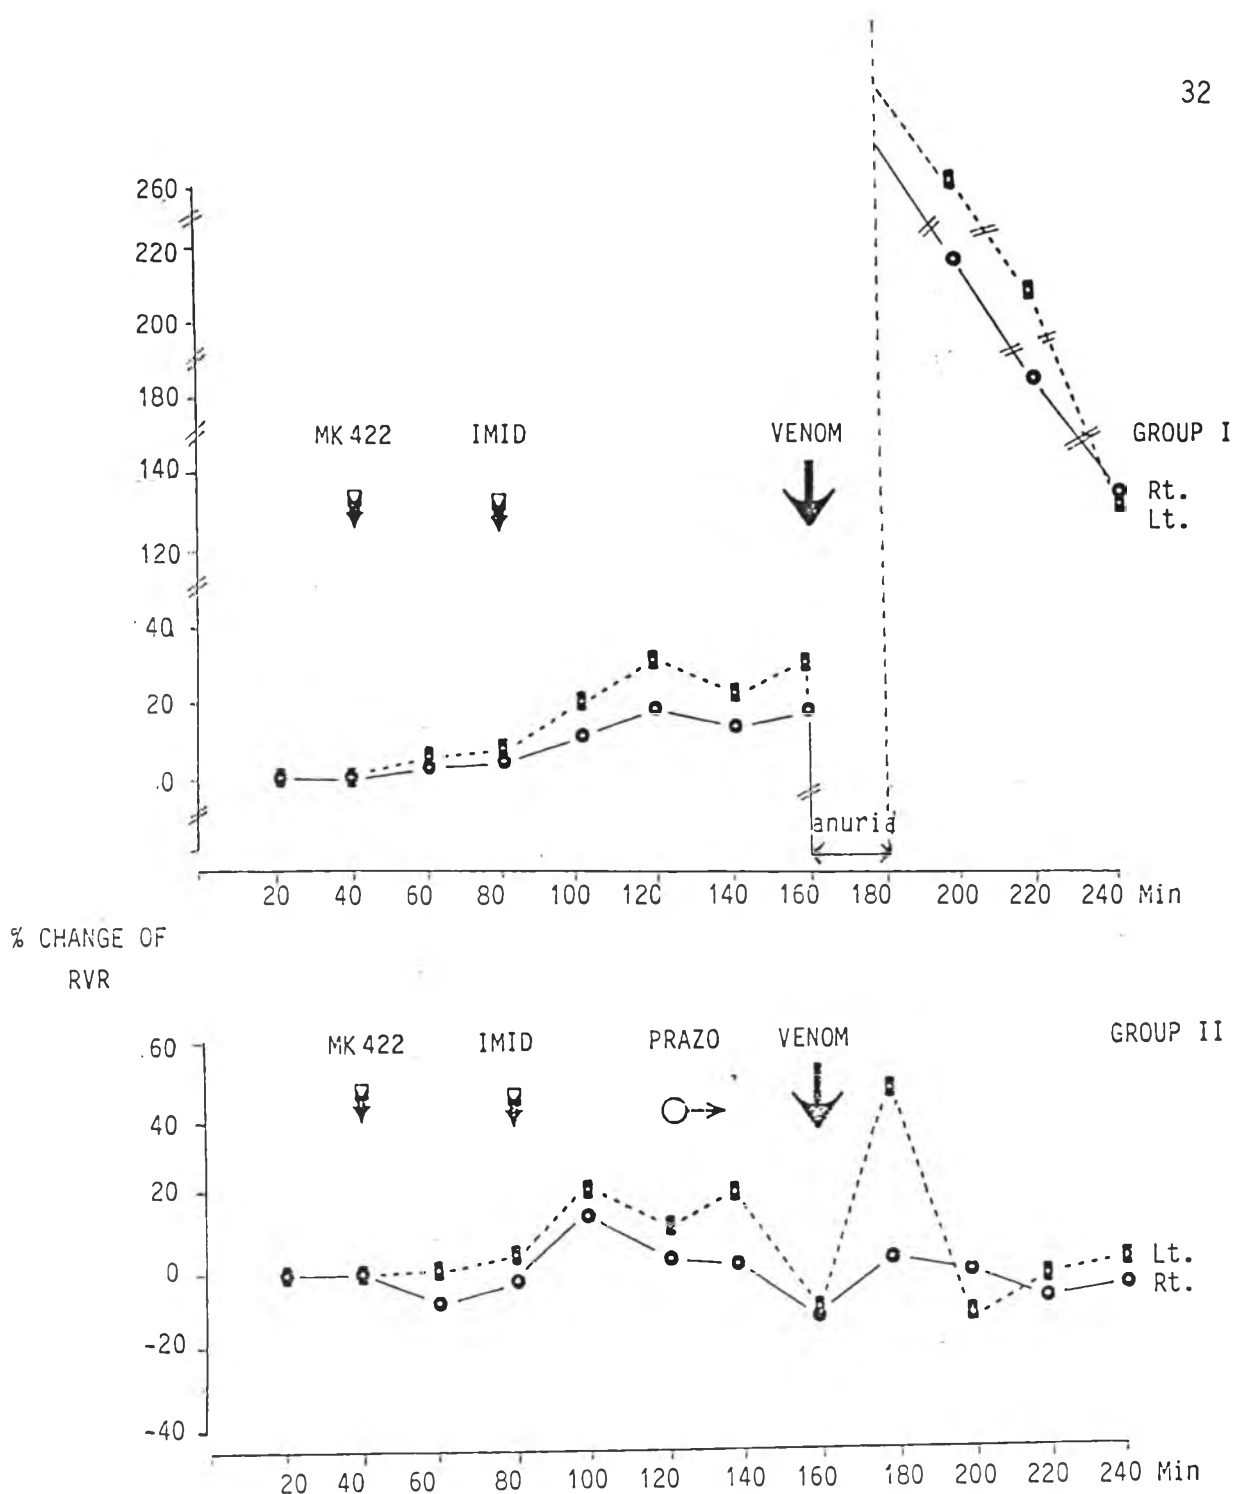 32
260
220
200
180
MK 422 IMID VENOM GROUP I
140
Rt.
Lt.
120
40
20
.0
anuria
20 40 60 80 100 120 140 160 180 200 220 240 Min
% CHANGE OF
RVR
60 MK 422 IMID PRAZO VENOM GROUP II
40
20
Lt.
0
Rt.
-20
-40
20 40 60 80 100 120 140 160 180 200 220 240 Min